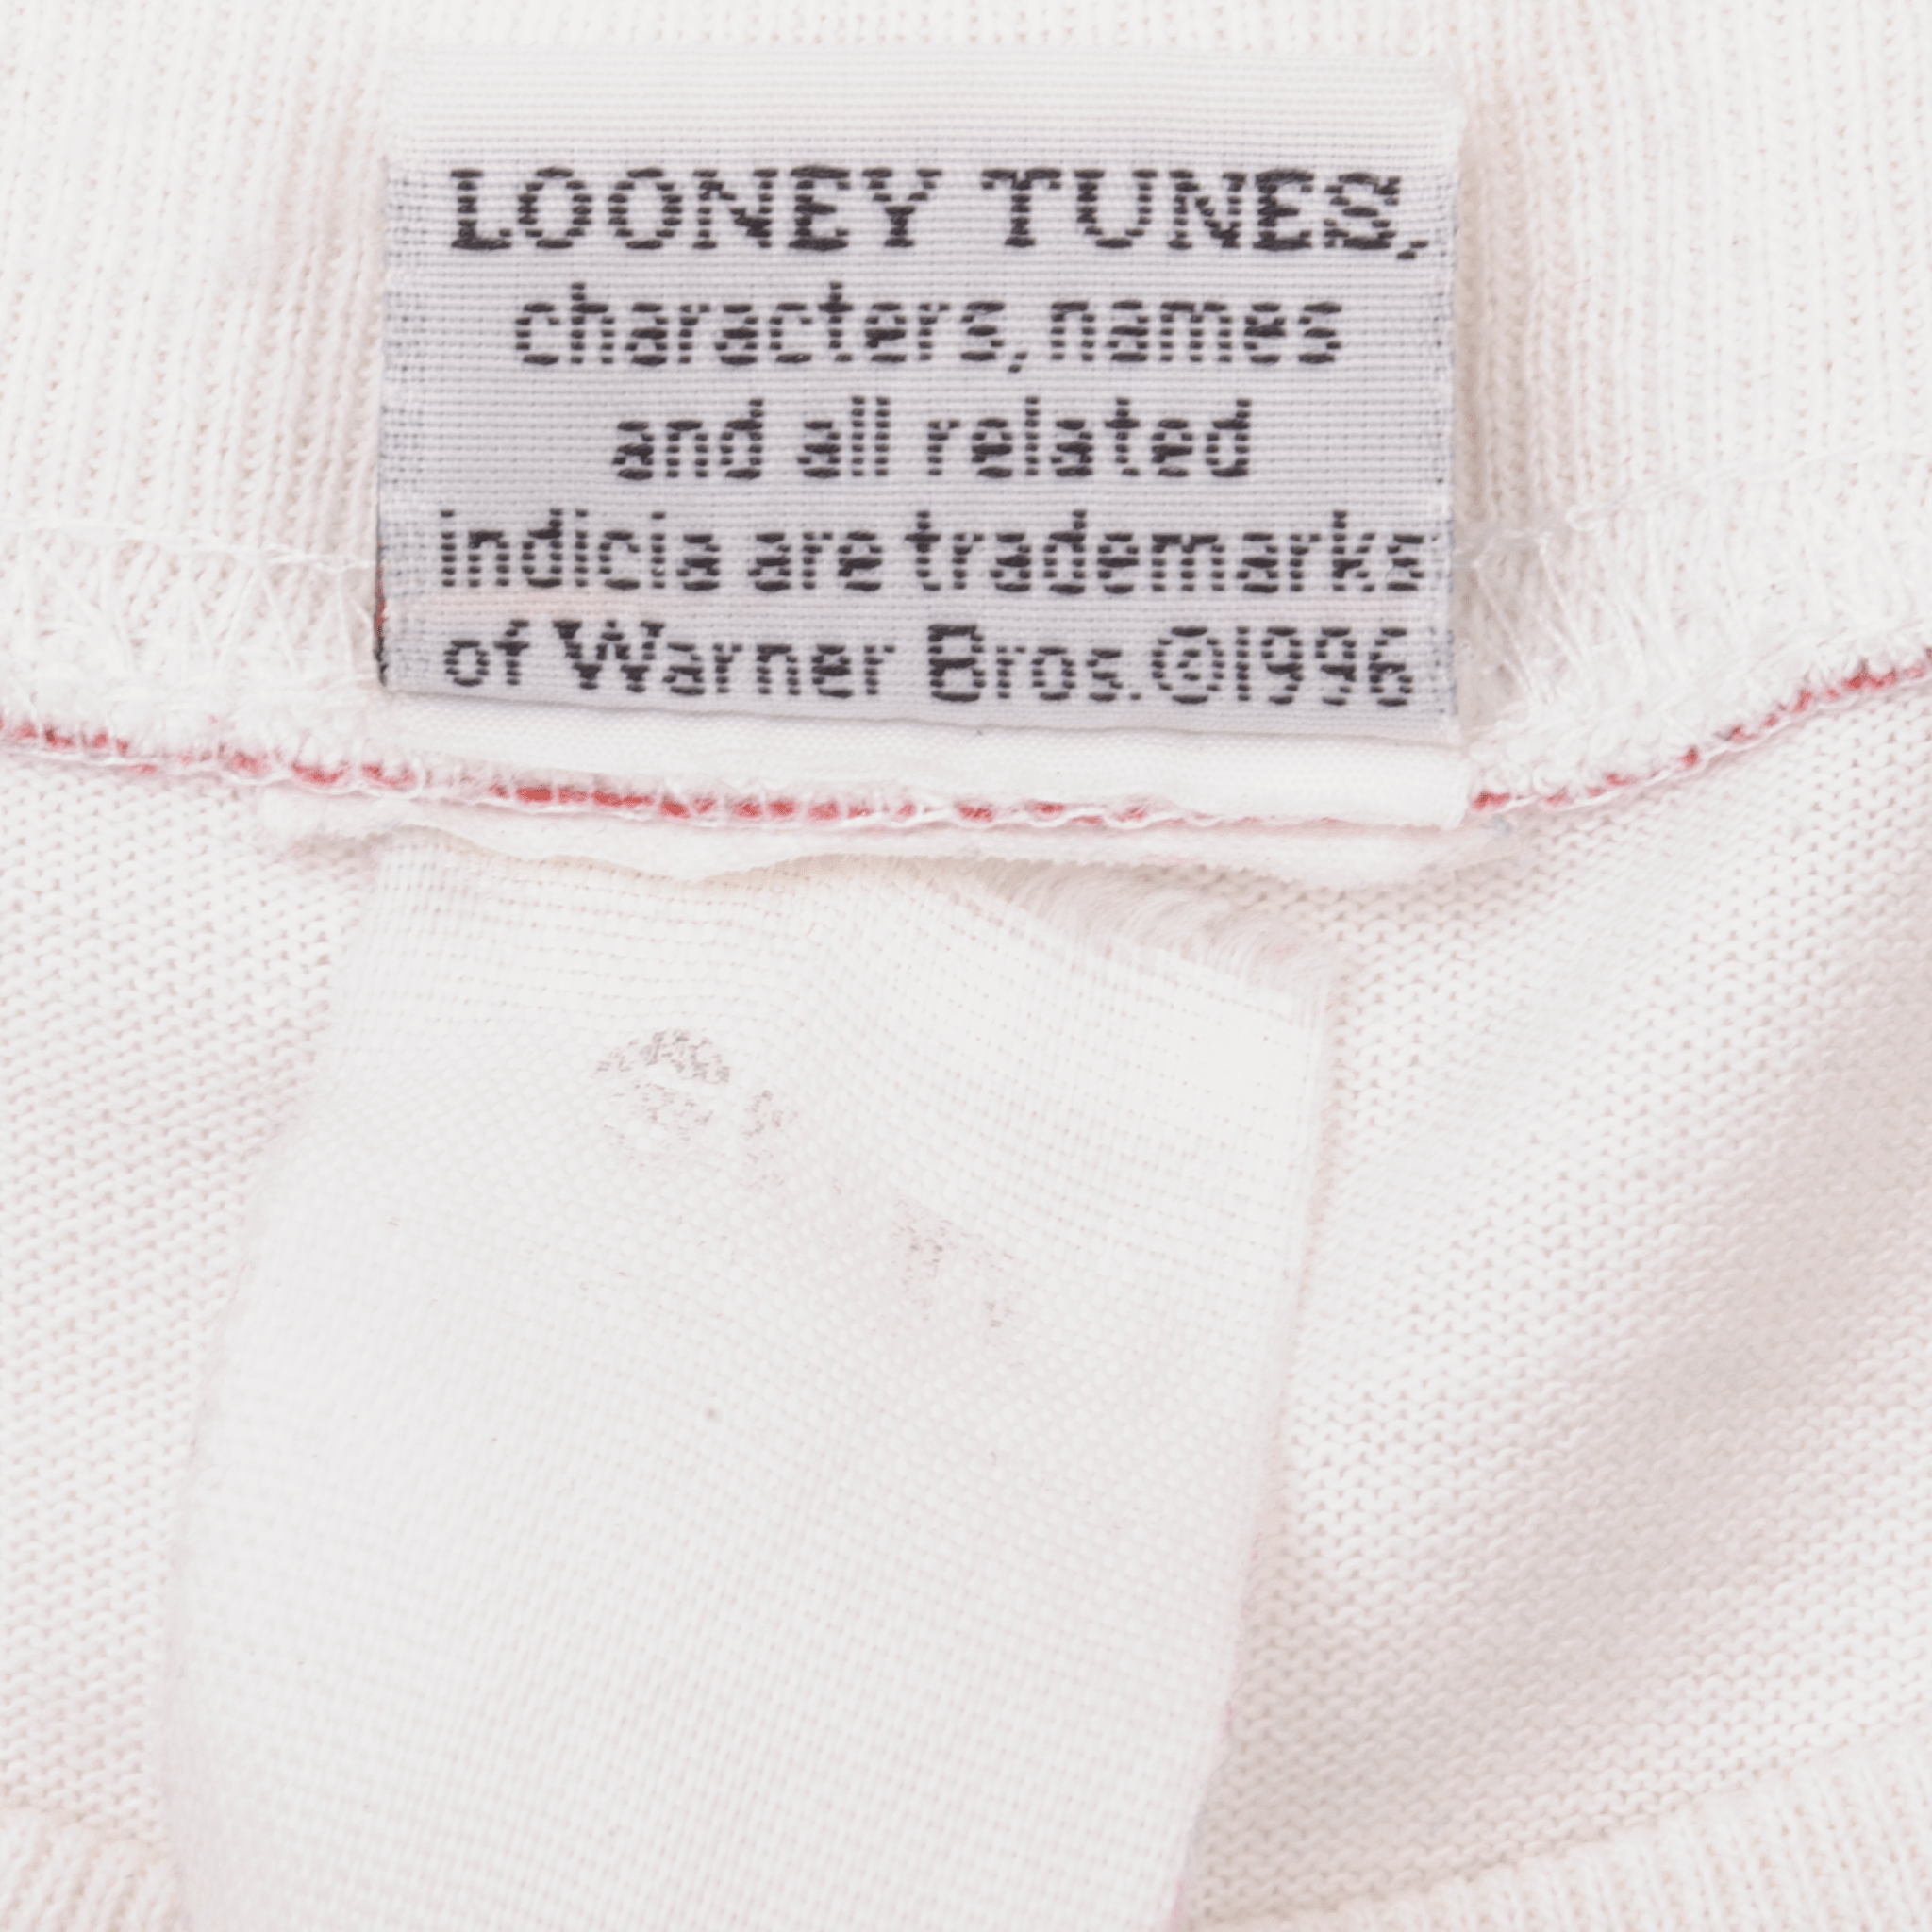 LOONEY TUNES,
characters, names
and all related
indicia are trademarks
of Warner Bros. ©1996